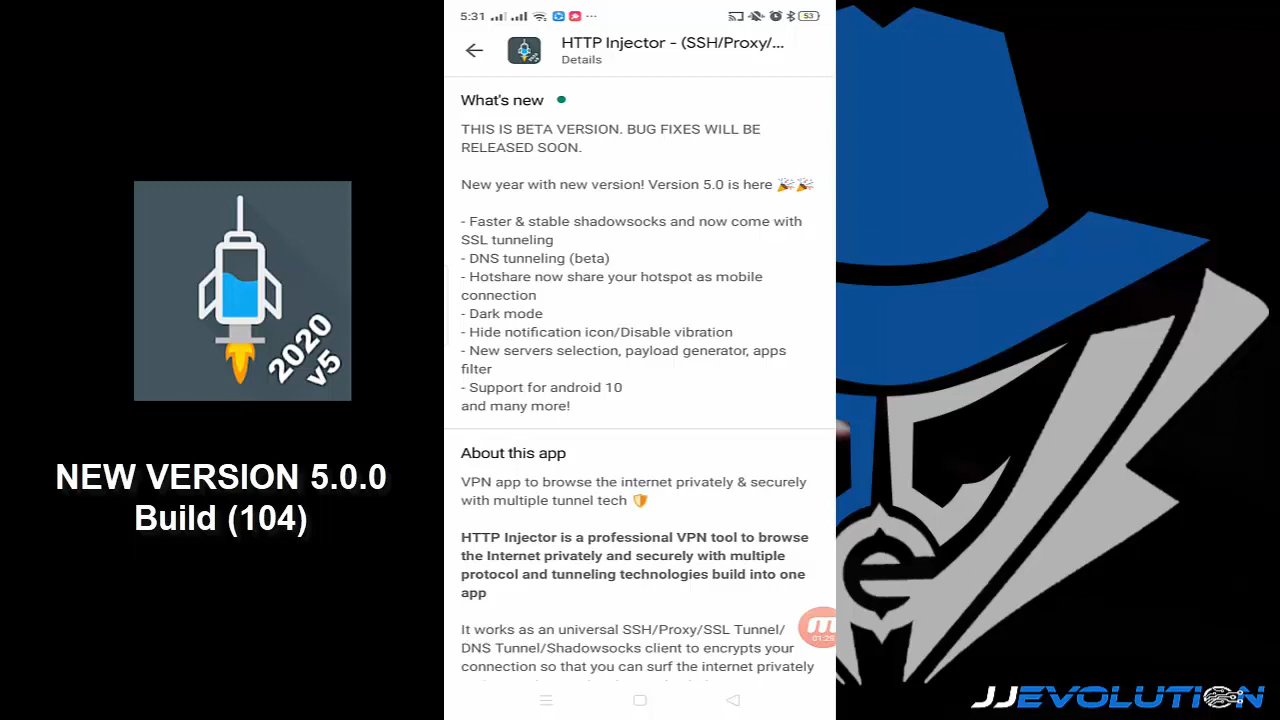 5:31
53
HTTP Injector - (SSH/Proxy/...
Details
What's new
THIS IS BETA VERSION. BUG FIXES WILL BE
RELEASED SOON.
New year with new version! Version 5.0 is here 🎉🎉
- Faster & stable shadowsocks and now come with
SSL tunneling
- DNS tunneling (beta)
- Hotshare now share your hotspot as mobile
connection
- Dark mode
- Hide notification icon/Disable vibration
- New servers selection, payload generator, apps
filter
- Support for android 10
and many more!
About this app
VPN app to browse the internet privately & securely
with multiple tunnel tech 🛡️
HTTP Injector is a professional VPN tool to browse
the Internet privately and securely with multiple
protocol and tunneling technologies build into one
app
It works as an universal SSH/Proxy/SSL Tunnel/
DNS Tunnel/Shadowsocks client to encrypts your
connection so that you can surf the internet privately
01:29
2020
v5
NEW VERSION 5.0.0
Build (104)
e
JJEVOLUTION